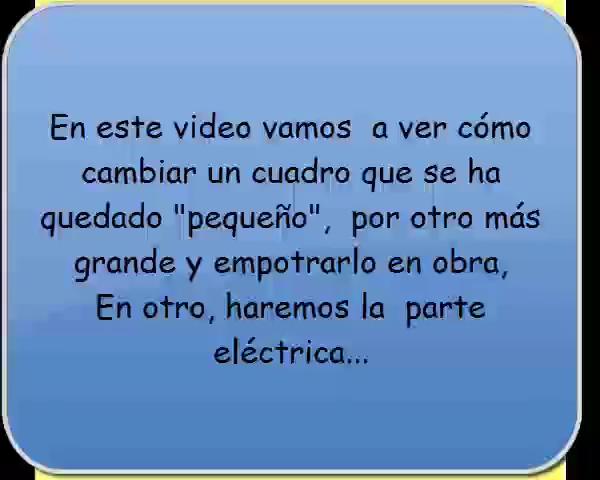 En este video vamos a ver cómo
cambiar un cuadro que se ha
quedado "pequeño", por otro más
grande y empotrarlo en obra,
En otro, haremos la parte
eléctrica...